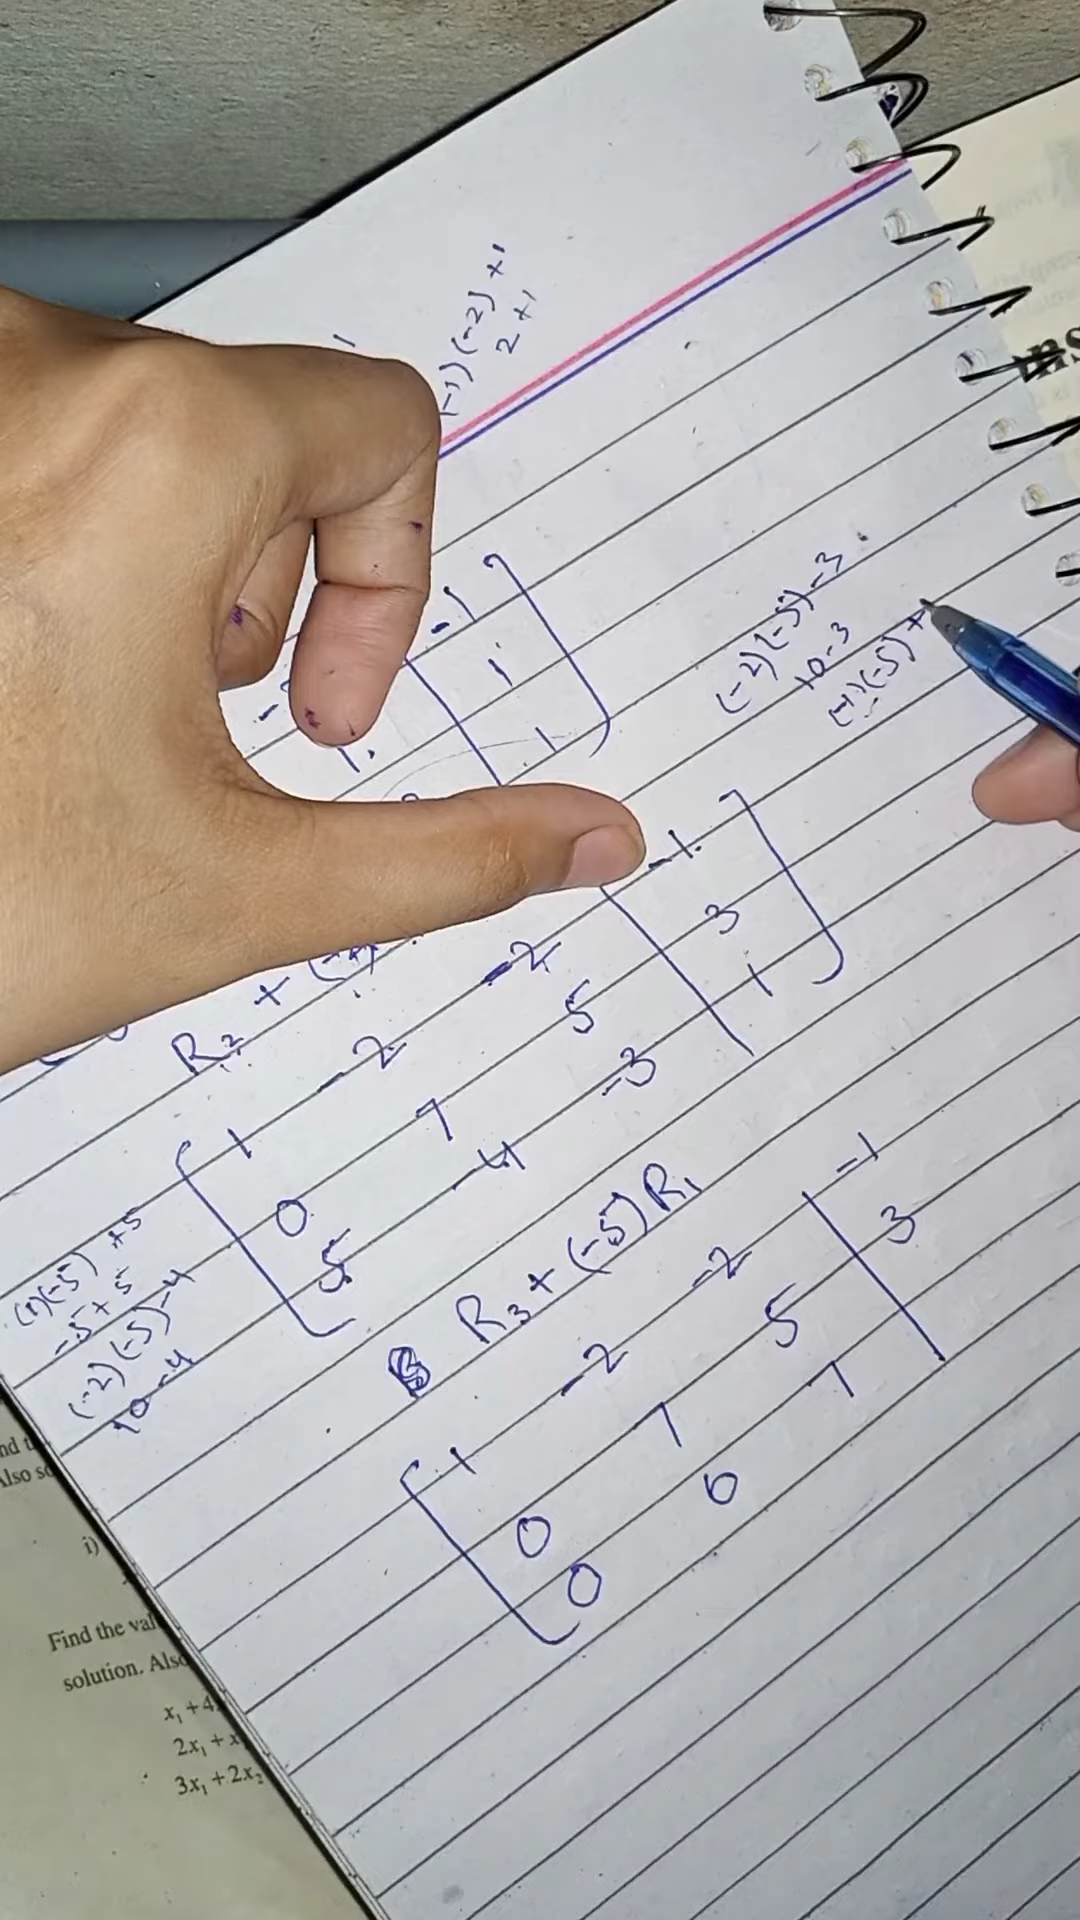 (-1)(-2)+1
2+1
-1
1
1
(-2)(-5)-3
10-3
(-1)(-5)+
R2 +
1 -2 -2 -1
0 7 5 3
5 -4 -3 1
(1)(-5)+5
-5+5
(-2)(-5)-4
10-4
R3+(-5)R1
1 -2 -2 -1
0 7 5 3
0 6 7
i)
Find the val
solution. Also
x1 + 4
2x1 + x
3x1 + 2x2